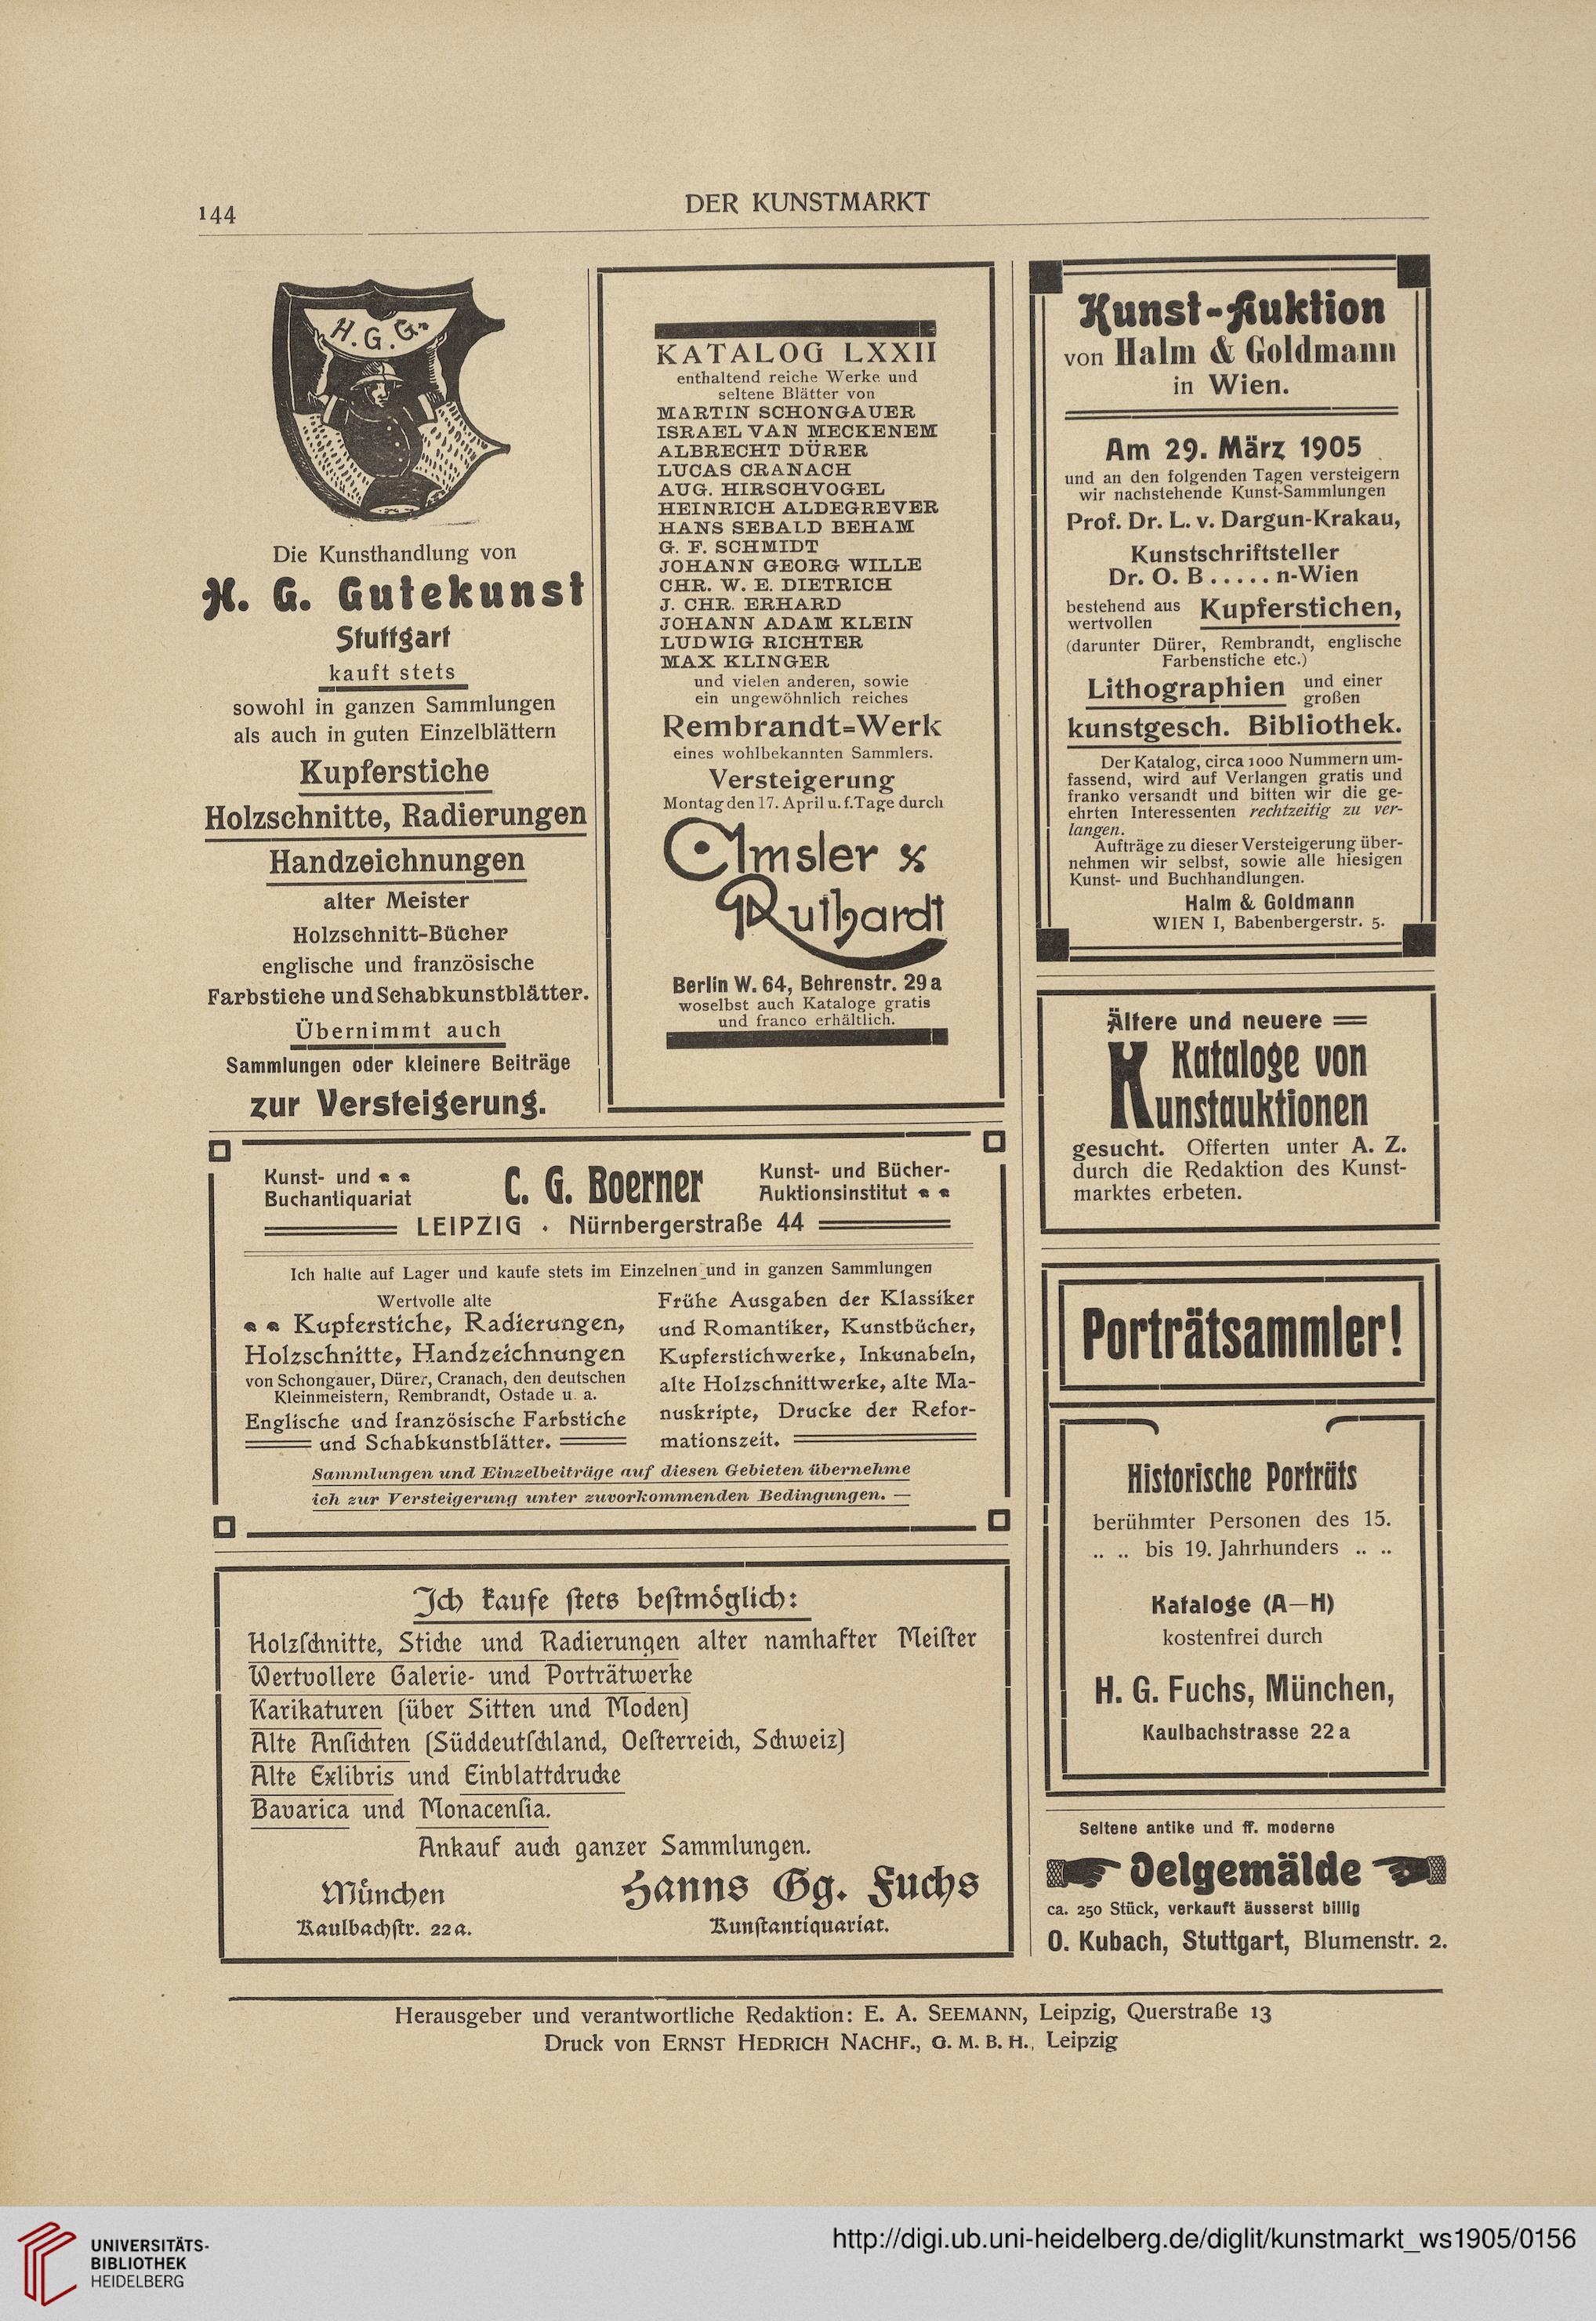 144
DER KUNSTMARKT
H. G. G.
Die Kunsthandlung von
H. G. Gutekunst
Stuttgart
kauft stets
sowohl in ganzen Sammlungen
als auch in guten Einzelblättern
Kupferstiche
Holzschnitte, Radierungen
Handzeichnungen
alter Meister
Holzschnitt-Bücher
englische und französische
Farbstiche und Schabkunstblätter.
Übernimmt auch
Sammlungen oder kleinere Beiträge
zur Versteigerung.
KATALOG LXXII
enthaltend reiche Werke und
seltene Blätter von
MARTIN SCHONGAUER
ISRAEL VAN MECKENEM
ALBRECHT DÜRER
LUCAS CRANACH
AUG. HIRSCHVOGEL
HEINRICH ALDEGREVER
HANS SEBALD BEHAM
G. F. SCHMIDT
JOHANN GEORG WILLE
CHR. W. E. DIETRICH
J. CHR. ERHARD
JOHANN ADAM KLEIN
LUDWIG RICHTER
MAX KLINGER
und vielen anderen, sowie
ein ungewöhnlich reiches
Rembrandt=Werk
eines wohlbekannten Sammlers.
Versteigerung
Montag den 17. April u. f. Tage durch
Amsler &
Ruthardt
Berlin W. 64, Behrenstr. 29a
woselbst auch Kataloge gratis
und franco erhältlich.
Kunst-Auktion
von Halm & Goldmann
in Wien.
Am 29. März 1905
und an den folgenden Tagen versteigern
wir nachstehende Kunst-Sammlungen
Prof. Dr. L. v. Dargun-Krakau,
Kunstschriftsteller
Dr. O. B . . . . . n-Wien
bestehend aus
wertvollen Kupferstichen,
(darunter Dürer, Rembrandt, englische
Farbenstiche etc.)
Lithographien und einer
großen
kunstgesch. Bibliothek.
Der Katalog, circa 1000 Nummern um-
fassend, wird auf Verlangen gratis und
franko versandt und bitten wir die ge-
ehrten Interessenten rechtzeitig zu ver-
langen.
Aufträge zu dieser Versteigerung über-
nehmen wir selbst, sowie alle hiesigen
Kunst- und Buchhandlungen.
Halm & Goldmann
WIEN I, Babenbergerstr. 5.
Ältere und neuere
Kataloge von
Kunstauktionen
gesucht. Offerten unter A. Z.
durch die Redaktion des Kunst-
marktes erbeten.
Kunst- und
Buchantiquariat
C. G. Boerner
Kunst- und Bücher-
Auktionsinstitut
LEIPZIG . Nürnbergerstraße 44
Ich halte auf Lager und kaufe stets im Einzelnen und in ganzen Sammlungen
Wertvolle alte
Kupferstiche, Radierungen,
Holzschnitte, Handzeichnungen
von Schongauer, Dürer, Cranach, den deutschen
Kleinmeistern, Rembrandt, Ostade u. a.
Englische und französische Farbstiche
und Schabkunstblätter.
Frühe Ausgaben der Klassiker
und Romantiker, Kunstbücher,
Kupferstichwerke, Inkunabeln,
alte Holzschnittwerke, alte Ma-
nuskripte, Drucke der Refor-
mationszeit.
Sammlungen und Einzelbeiträge auf diesen Gebieten übernehme
ich zur Versteigerung unter zuvorkommenden Bedingungen. —
Ich kaufe ſtets beſtmöglich:
Holzſchnitte, Stiche und Radierungen alter namhafter Meiſter
Wertvollere Galerie- und Porträtwerke
Karikaturen (über Sitten und Moden)
Alte Anſichten (Süddeutſchland, Oeſterreich, Schweiz)
Alte Exlibris und Einblattdrucke
Bavarica und Monacenſia.
Ankauf auch ganzer Sammlungen.
München
Kaulbachſtr. 22a.
Hanns Gg. Fuchs
Kunſtantiquariat.
Porträtsammler!
Historische Porträts
berühmter Personen des 15.
.. .. bis 19. Jahrhunders .. ..
Kataloge (A—H)
kostenfrei durch
H. G. Fuchs, München,
Kaulbachstrasse 22a
Seltene antike und ff. moderne
Oelgemälde
ca. 250 Stück, verkauft äusserst billig
O. Kubach, Stuttgart, Blumenstr. 2.
Herausgeber und verantwortliche Redaktion: E. A. SEEMANN, Leipzig, Querstraße 13
Druck von ERNST HEDRICH NACHF., G. M. B. H., Leipzig
UNIVERSITÄTS-
BIBLIOTHEK
HEIDELBERG
http://digi.ub.uni-heidelberg.de/diglit/kunstmarkt_ws1905/0156